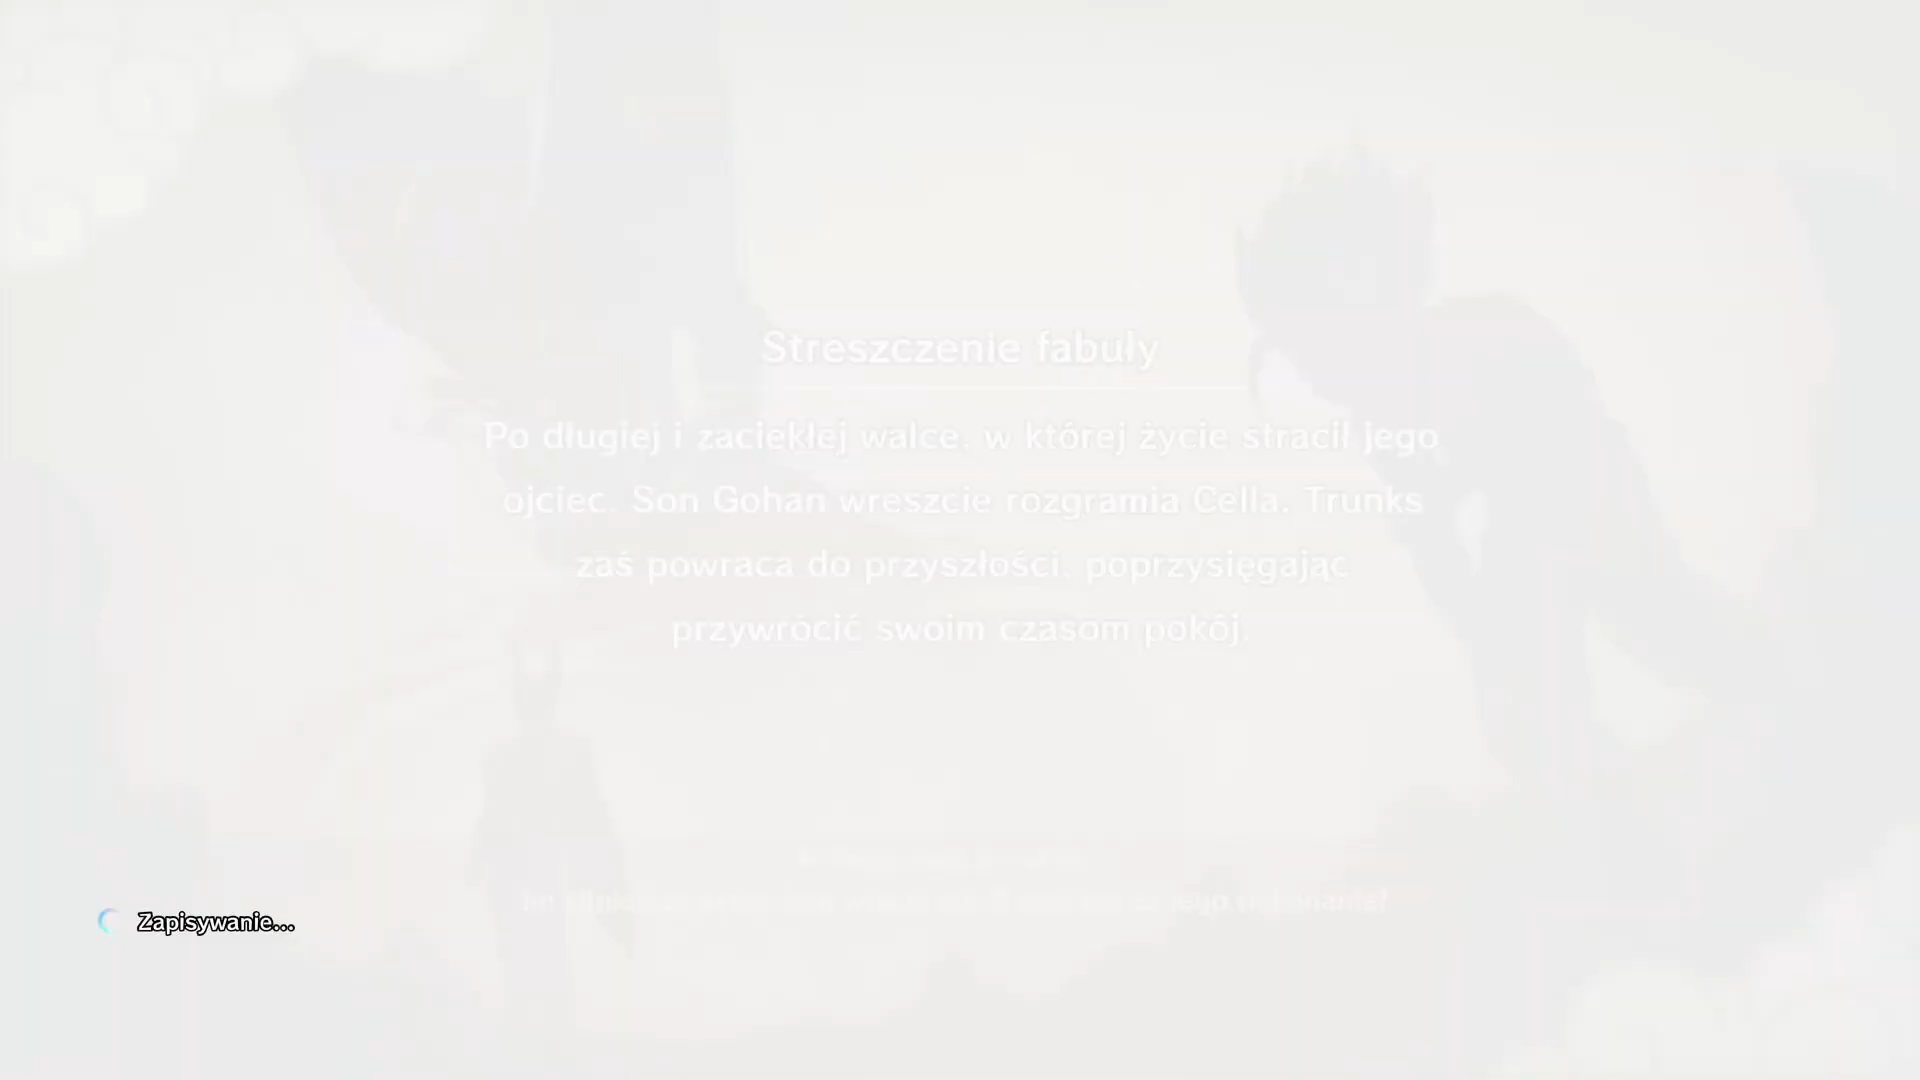 Streszczenie fabuły
Po długiej i zaciekłej walce, w której życie stracił jego
ojciec, Son Gohan wreszcie rozgramia Cella. Trunks
zaś powraca do przyszłości, poprzysięgając
przywrócić swoim czasom pokój.
Zapisywanie...